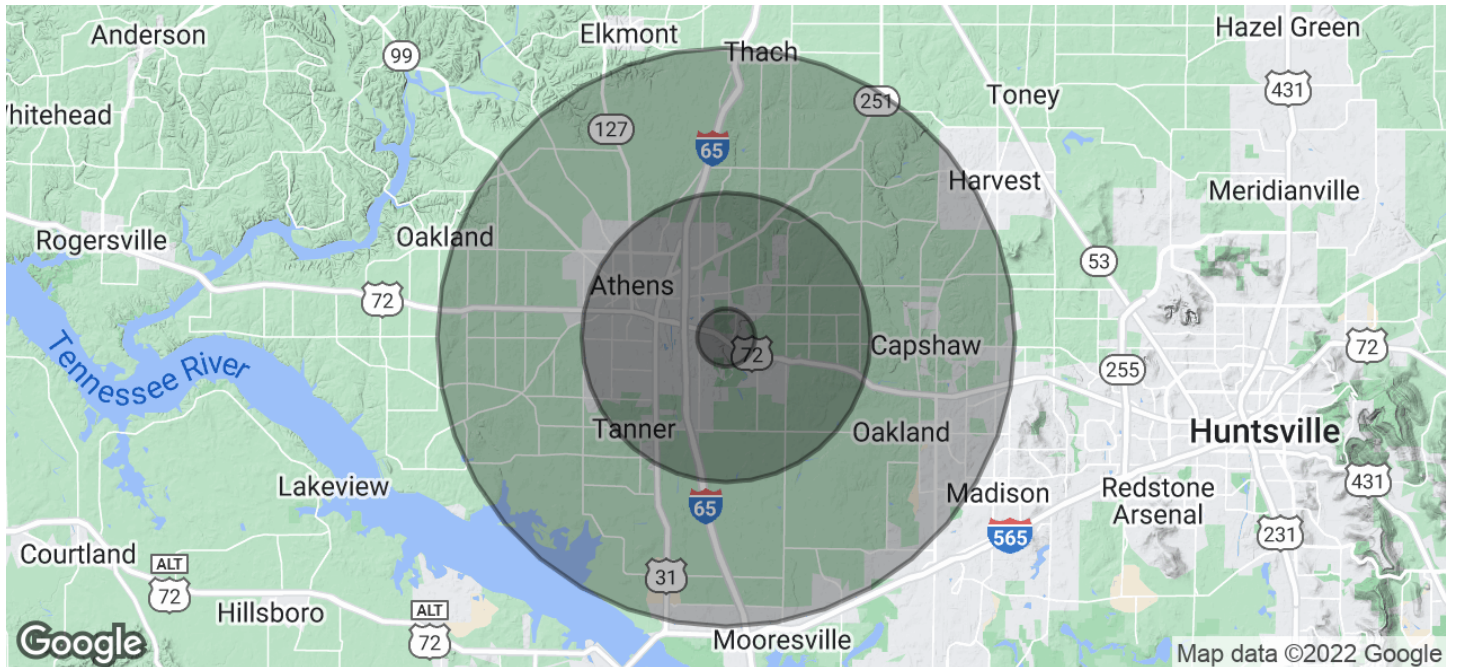 Anderson
99
Elkmont
Thach
Hazel Green
431
Toney
251
Whitehead
127
65
Harvest
Meridianville
Rogersville
Oakland
53
Athens
72
Tennessee River
72
Capshaw
255
72
Tanner
Oakland
Huntsville
Lakeview
65
Madison
Redstone
Arsenal
431
565
231
Courtland
ALT
72
31
Hillsboro
ALT
72
Mooresville
Google
Map data ©2022 Google